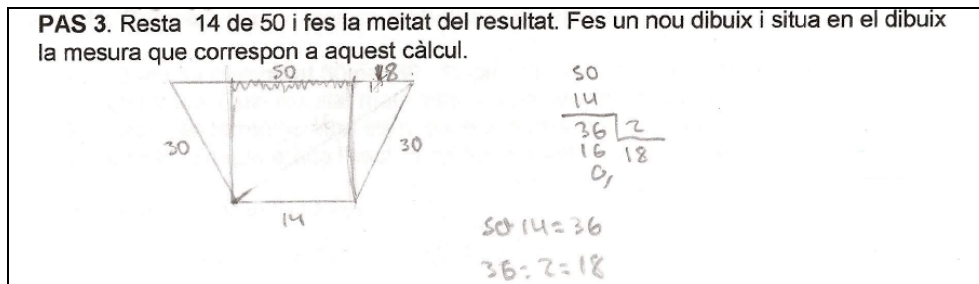 PAS 3. Resta 14 de 50 i fes la meitat del resultat. Fes un nou dibuix i situa en el dibuix
la mesura que correspon a aquest càlcul.
50 18
30 30
14
50
14
36 2
16 18
0,
14 = 36
36 : 2 = 18